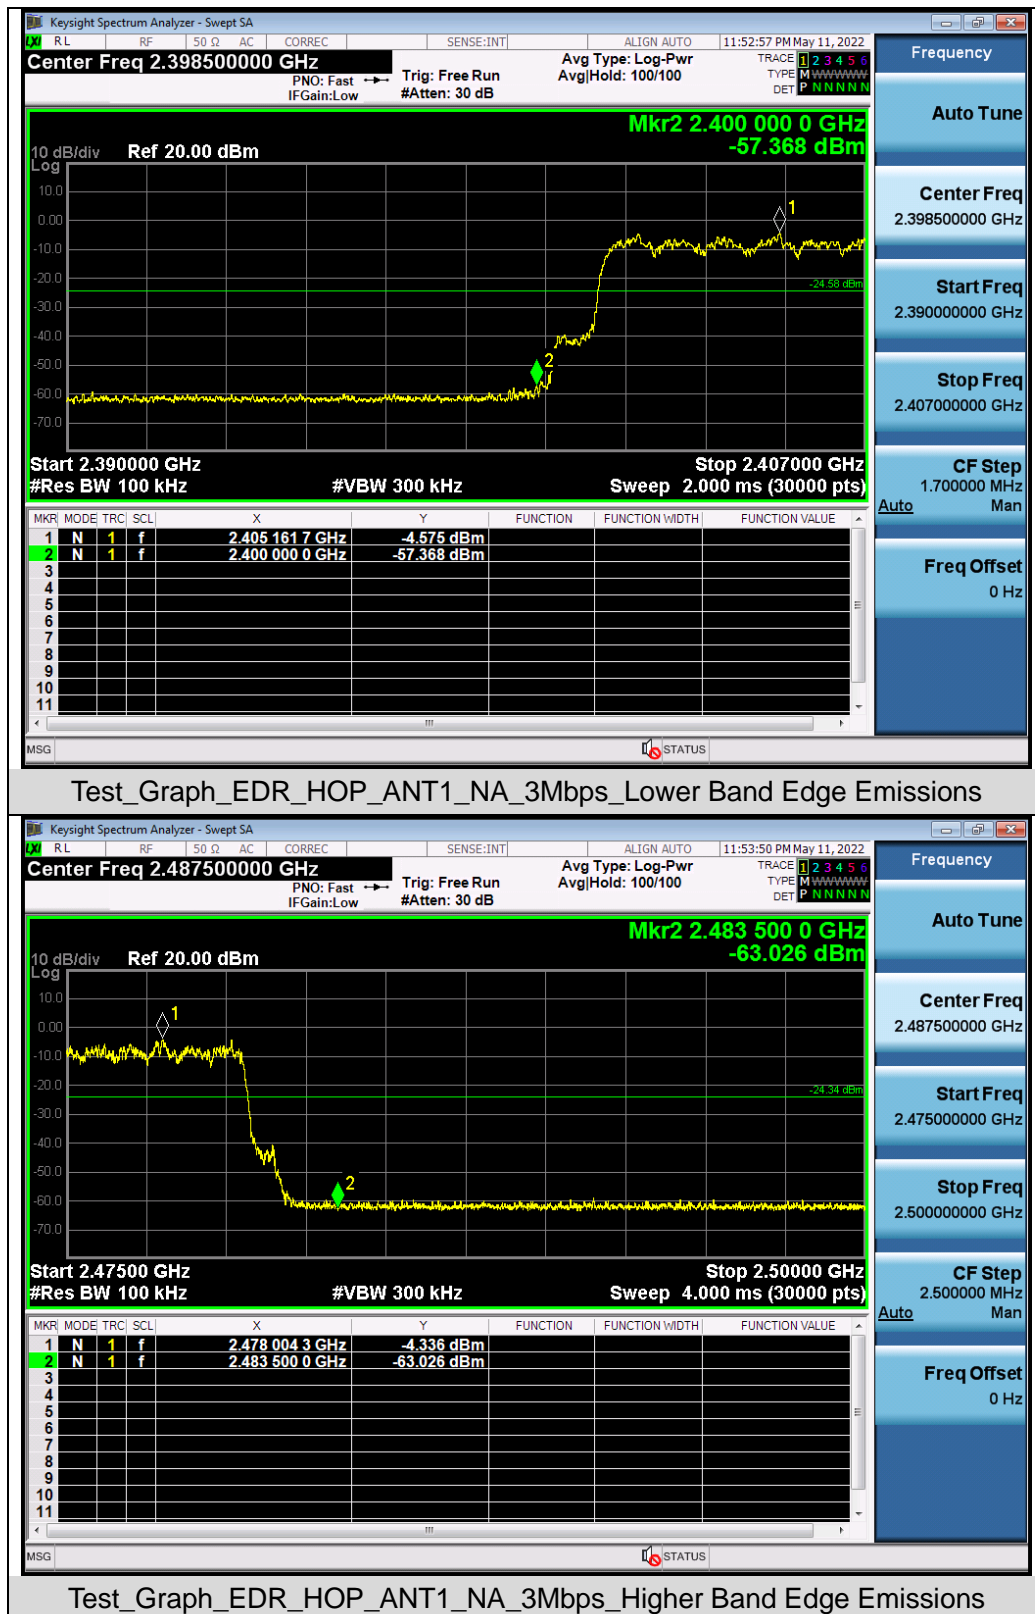 Keysight Spectrum Analyzer - Swept SA
LXI RL RF 50 Ω AC CORREC SENSE:INT ALIGN AUTO 11:52:57 PM May 11, 2022
Center Freq 2.398500000 GHz
Avg Type: Log-Pwr
TRACE 1 2 3 4 5 6
PNO: Fast Trig: Free Run Avg|Hold: 100/100
TYPE M W W W W W
IFGain:Low #Atten: 30 dB
DET P N N N N N
Mkr2 2.400 000 0 GHz
-57.368 dBm
10 dB/div Ref 20.00 dBm
Log
10.0
0.00
-10.0
-20.0
-30.0
-40.0
-50.0
-60.0
-70.0
1
-24.58 dBm
2
Start 2.390000 GHz Stop 2.407000 GHz
#Res BW 100 kHz #VBW 300 kHz Sweep 2.000 ms (30000 pts)
MKR MODE TRC SCL X Y FUNCTION FUNCTION WIDTH FUNCTION VALUE
1 N 1 f 2.405 161 7 GHz -4.575 dBm
2 N 1 f 2.400 000 0 GHz -57.368 dBm
3
4
5
6
7
8
9
10
11
MSG STATUS
Frequency
Auto Tune
Center Freq
2.398500000 GHz
Start Freq
2.390000000 GHz
Stop Freq
2.407000000 GHz
CF Step
1.700000 MHz
Auto Man
Freq Offset
0 Hz
Test_Graph_EDR_HOP_ANT1_NA_3Mbps_Lower Band Edge Emissions
Keysight Spectrum Analyzer - Swept SA
LXI RL RF 50 Ω AC CORREC SENSE:INT ALIGN AUTO 11:53:50 PM May 11, 2022
Center Freq 2.487500000 GHz
Avg Type: Log-Pwr
TRACE 1 2 3 4 5 6
PNO: Fast Trig: Free Run Avg|Hold: 100/100
TYPE M W W W W W
IFGain:Low #Atten: 30 dB
DET P N N N N N
Mkr2 2.483 500 0 GHz
-63.026 dBm
10 dB/div Ref 20.00 dBm
Log
10.0
0.00
-10.0
-20.0
-30.0
-40.0
-50.0
-60.0
-70.0
1
-24.34 dBm
2
Start 2.47500 GHz Stop 2.50000 GHz
#Res BW 100 kHz #VBW 300 kHz Sweep 4.000 ms (30000 pts)
MKR MODE TRC SCL X Y FUNCTION FUNCTION WIDTH FUNCTION VALUE
1 N 1 f 2.478 004 3 GHz -4.336 dBm
2 N 1 f 2.483 500 0 GHz -63.026 dBm
3
4
5
6
7
8
9
10
11
MSG STATUS
Frequency
Auto Tune
Center Freq
2.487500000 GHz
Start Freq
2.475000000 GHz
Stop Freq
2.500000000 GHz
CF Step
2.500000 MHz
Auto Man
Freq Offset
0 Hz
Test_Graph_EDR_HOP_ANT1_NA_3Mbps_Higher Band Edge Emissions